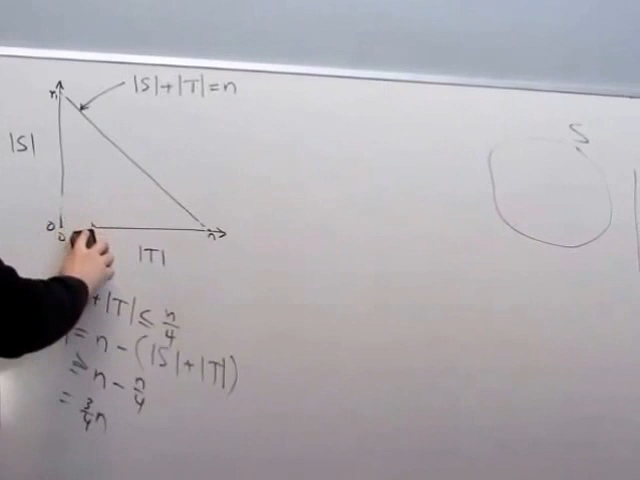 |S|+|T|=n
n
|S|
0
0
n
|T|
+|T| ≤ n/4
= n - (|S|+|T|)
≥ n - n/4
= 3/4 n
S